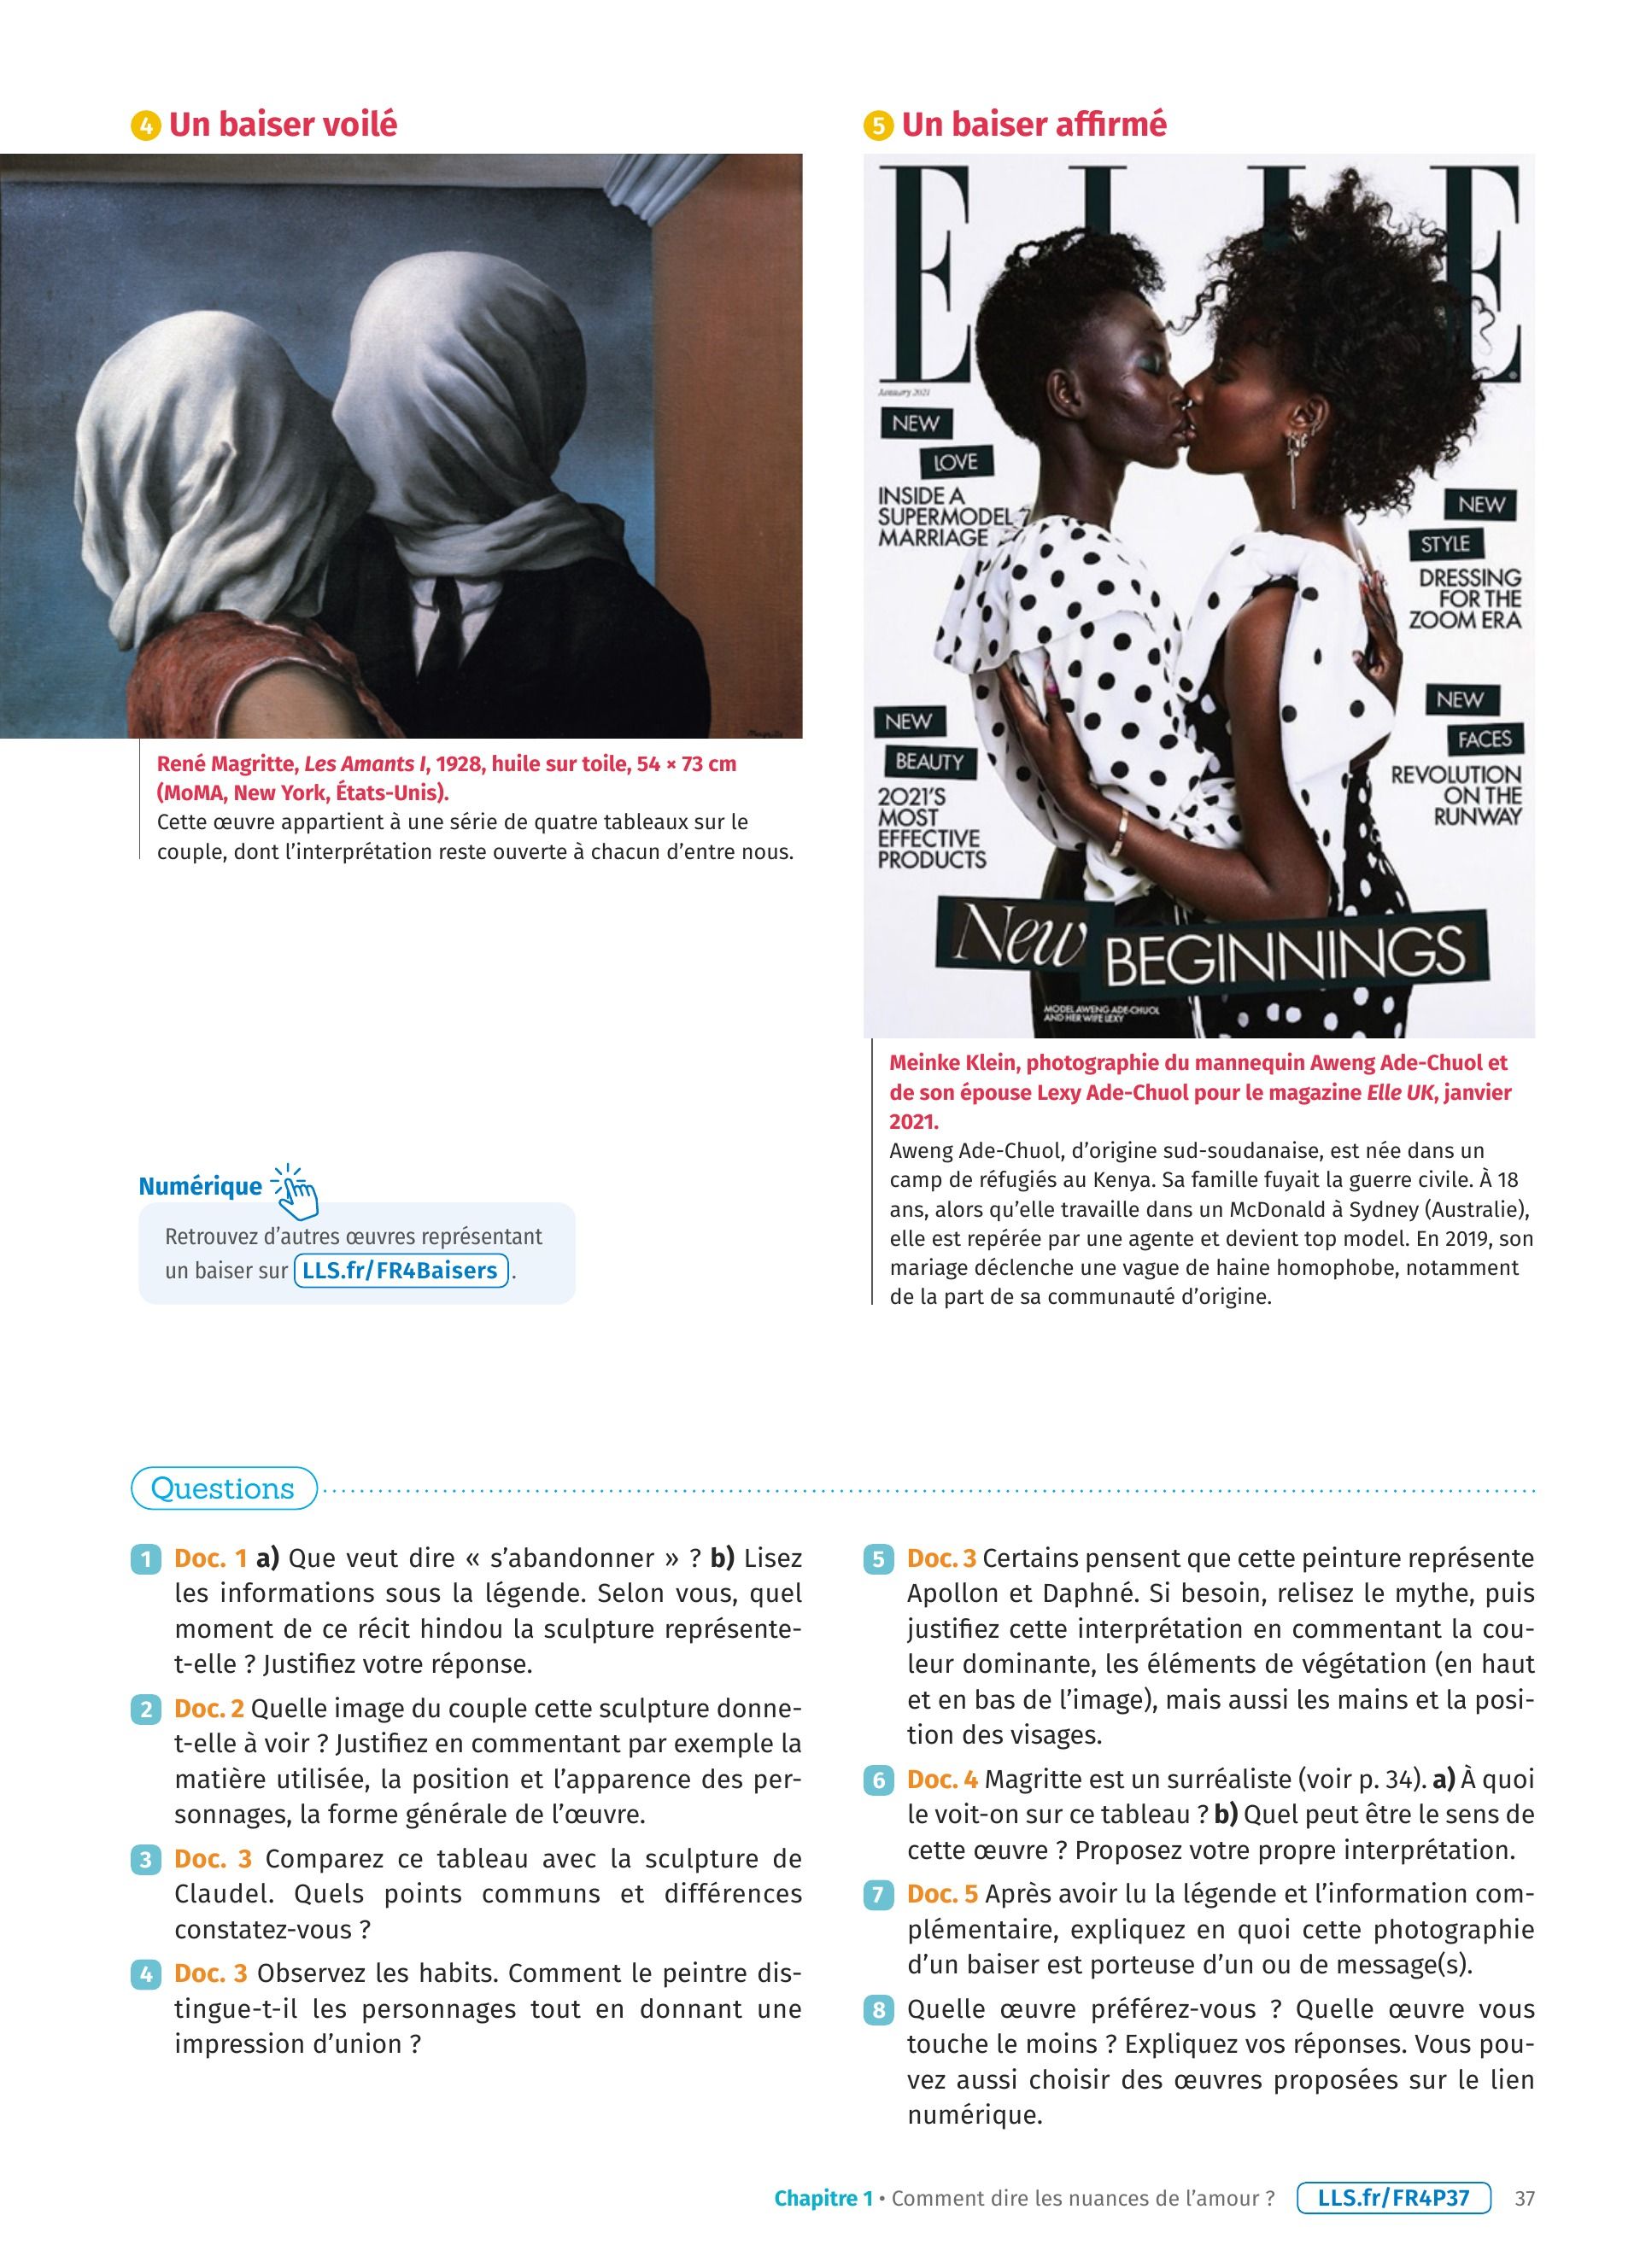 4 Un baiser voilé
Magritte
René Magritte, Les Amants I, 1928, huile sur toile, 54 × 73 cm
(MoMA, New York, États-Unis).
Cette œuvre appartient à une série de quatre tableaux sur le
couple, dont l’interprétation reste ouverte à chacun d’entre nous.
Numérique
Retrouvez d’autres œuvres représentant
un baiser sur LLS.fr/FR4Baisers .
5 Un baiser affirmé
ELLE
January 2021
NEW
LOVE
INSIDE A
SUPERMODEL
MARRIAGE
NEW
STYLE
DRESSING
FOR THE
ZOOM ERA
NEW
BEAUTY
2021'S
MOST
EFFECTIVE
PRODUCTS
NEW
FACES
REVOLUTION
ON THE
RUNWAY
New BEGINNINGS
MODEL AWENG ADE-CHUOL
AND HER WIFE LEXY
Meinke Klein, photographie du mannequin Aweng Ade-Chuol et
de son épouse Lexy Ade-Chuol pour le magazine Elle UK, janvier
2021.
Aweng Ade-Chuol, d’origine sud-soudanaise, est née dans un
camp de réfugiés au Kenya. Sa famille fuyait la guerre civile. À 18
ans, alors qu’elle travaille dans un McDonald à Sydney (Australie),
elle est repérée par une agente et devient top model. En 2019, son
mariage déclenche une vague de haine homophobe, notamment
de la part de sa communauté d’origine.
Questions
1 Doc. 1 a) Que veut dire « s’abandonner » ? b) Lisez
les informations sous la légende. Selon vous, quel
moment de ce récit hindou la sculpture représente-
t-elle ? Justifiez votre réponse.
2 Doc. 2 Quelle image du couple cette sculpture donne-
t-elle à voir ? Justifiez en commentant par exemple la
matière utilisée, la position et l’apparence des per-
sonnages, la forme générale de l’œuvre.
3 Doc. 3 Comparez ce tableau avec la sculpture de
Claudel. Quels points communs et différences
constatez-vous ?
4 Doc. 3 Observez les habits. Comment le peintre dis-
tingue-t-il les personnages tout en donnant une
impression d’union ?
5 Doc. 3 Certains pensent que cette peinture représente
Apollon et Daphné. Si besoin, relisez le mythe, puis
justifiez cette interprétation en commentant la cou-
leur dominante, les éléments de végétation (en haut
et en bas de l’image), mais aussi les mains et la posi-
tion des visages.
6 Doc. 4 Magritte est un surréaliste (voir p. 34). a) À quoi
le voit-on sur ce tableau ? b) Quel peut être le sens de
cette œuvre ? Proposez votre propre interprétation.
7 Doc. 5 Après avoir lu la légende et l’information com-
plémentaire, expliquez en quoi cette photographie
d’un baiser est porteuse d’un ou de message(s).
8 Quelle œuvre préférez-vous ? Quelle œuvre vous
touche le moins ? Expliquez vos réponses. Vous pou-
vez aussi choisir des œuvres proposées sur le lien
numérique.
Chapitre 1 • Comment dire les nuances de l’amour ? LLS.fr/FR4P37 37